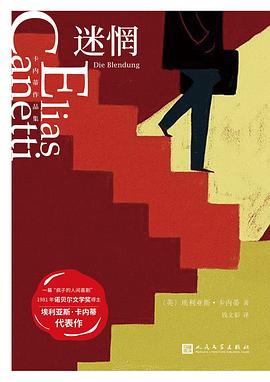 迷惘
Die Blendung
Elias
Canetti
卡内蒂作品集
一幕“疯子的人间喜剧”
1981年诺贝尔文学奖得主
埃利亚斯·卡内蒂
代表作
〔英〕埃利亚斯·卡内蒂 著
钱文彩 译
人民文学出版社